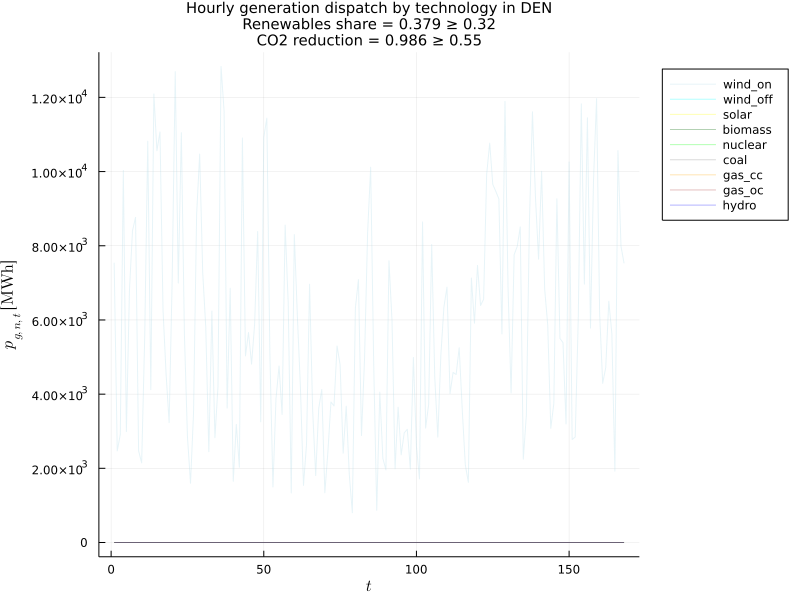 Hourly generation dispatch by technology in DEN
Renewables share = 0.379 ≥ 0.32
CO2 reduction = 0.986 ≥ 0.55
wind_on
wind_off
solar
biomass
nuclear
coal
gas_cc
gas_oc
hydro
p_{g,n,t} [MWh]
1.20×10⁴
1.00×10⁴
8.00×10³
6.00×10³
4.00×10³
2.00×10³
0
0 50 100 150
t